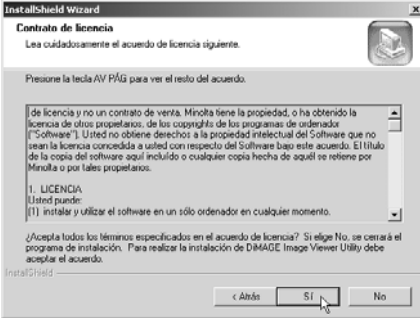 InstallShield Wizard
Contrato de licencia
Lea cuidadosamente el acuerdo de licencia siguiente.
Presione la tecla AV PÁG para ver el resto del acuerdo.
de licencia y no un contrato de venta. Minolta tiene la propiedad, o ha obtenido la
licencia de otros propietarios, de los copyrights de los programas de ordenador
("Software"). Usted no obtiene derechos a la propiedad intelectual del Software que no
sean la licencia concedida a usted con respecto del Software bajo este acuerdo. El título
de la copia del software aquí incluído o cualquier copia hecha de aquél se retiene por
Minolta o por tales propietarios.
1. LICENCIA
Usted puede:
(1) instalar y utilizar el software en un sólo ordenador en cualquier momento.
¿Acepta todos los términos especificados en el acuerdo de licencia? Si elige No, se cerrará el
programa de instalación. Para realizar la instalación de DiMAGE Image Viewer Utility debe
aceptar el acuerdo.
InstallShield
< Atrás Sí No